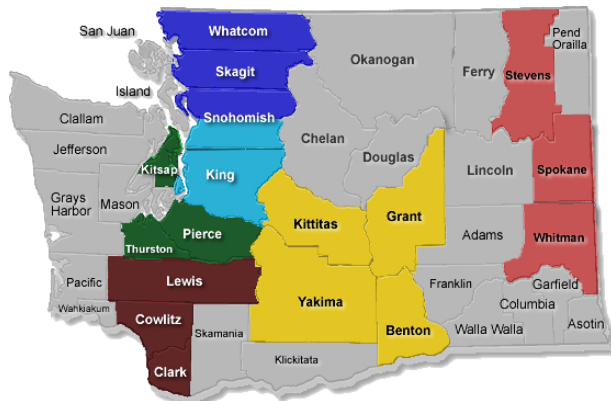 San Juan
Whatcom
Okanogan
Ferry
Pend
Orailla
Stevens
Skagit
Island
Snohomish
Clallam
Chelan
Douglas
Jefferson
Kitsap
King
Lincoln
Spokane
Grays
Harbor
Mason
Kittitas
Grant
Pierce
Thurston
Adams
Whitman
Pacific
Lewis
Yakima
Franklin
Garfield
Columbia
Wahkiakum
Cowlitz
Skamania
Benton
Walla Walla
Asotin
Klickitata
Clark